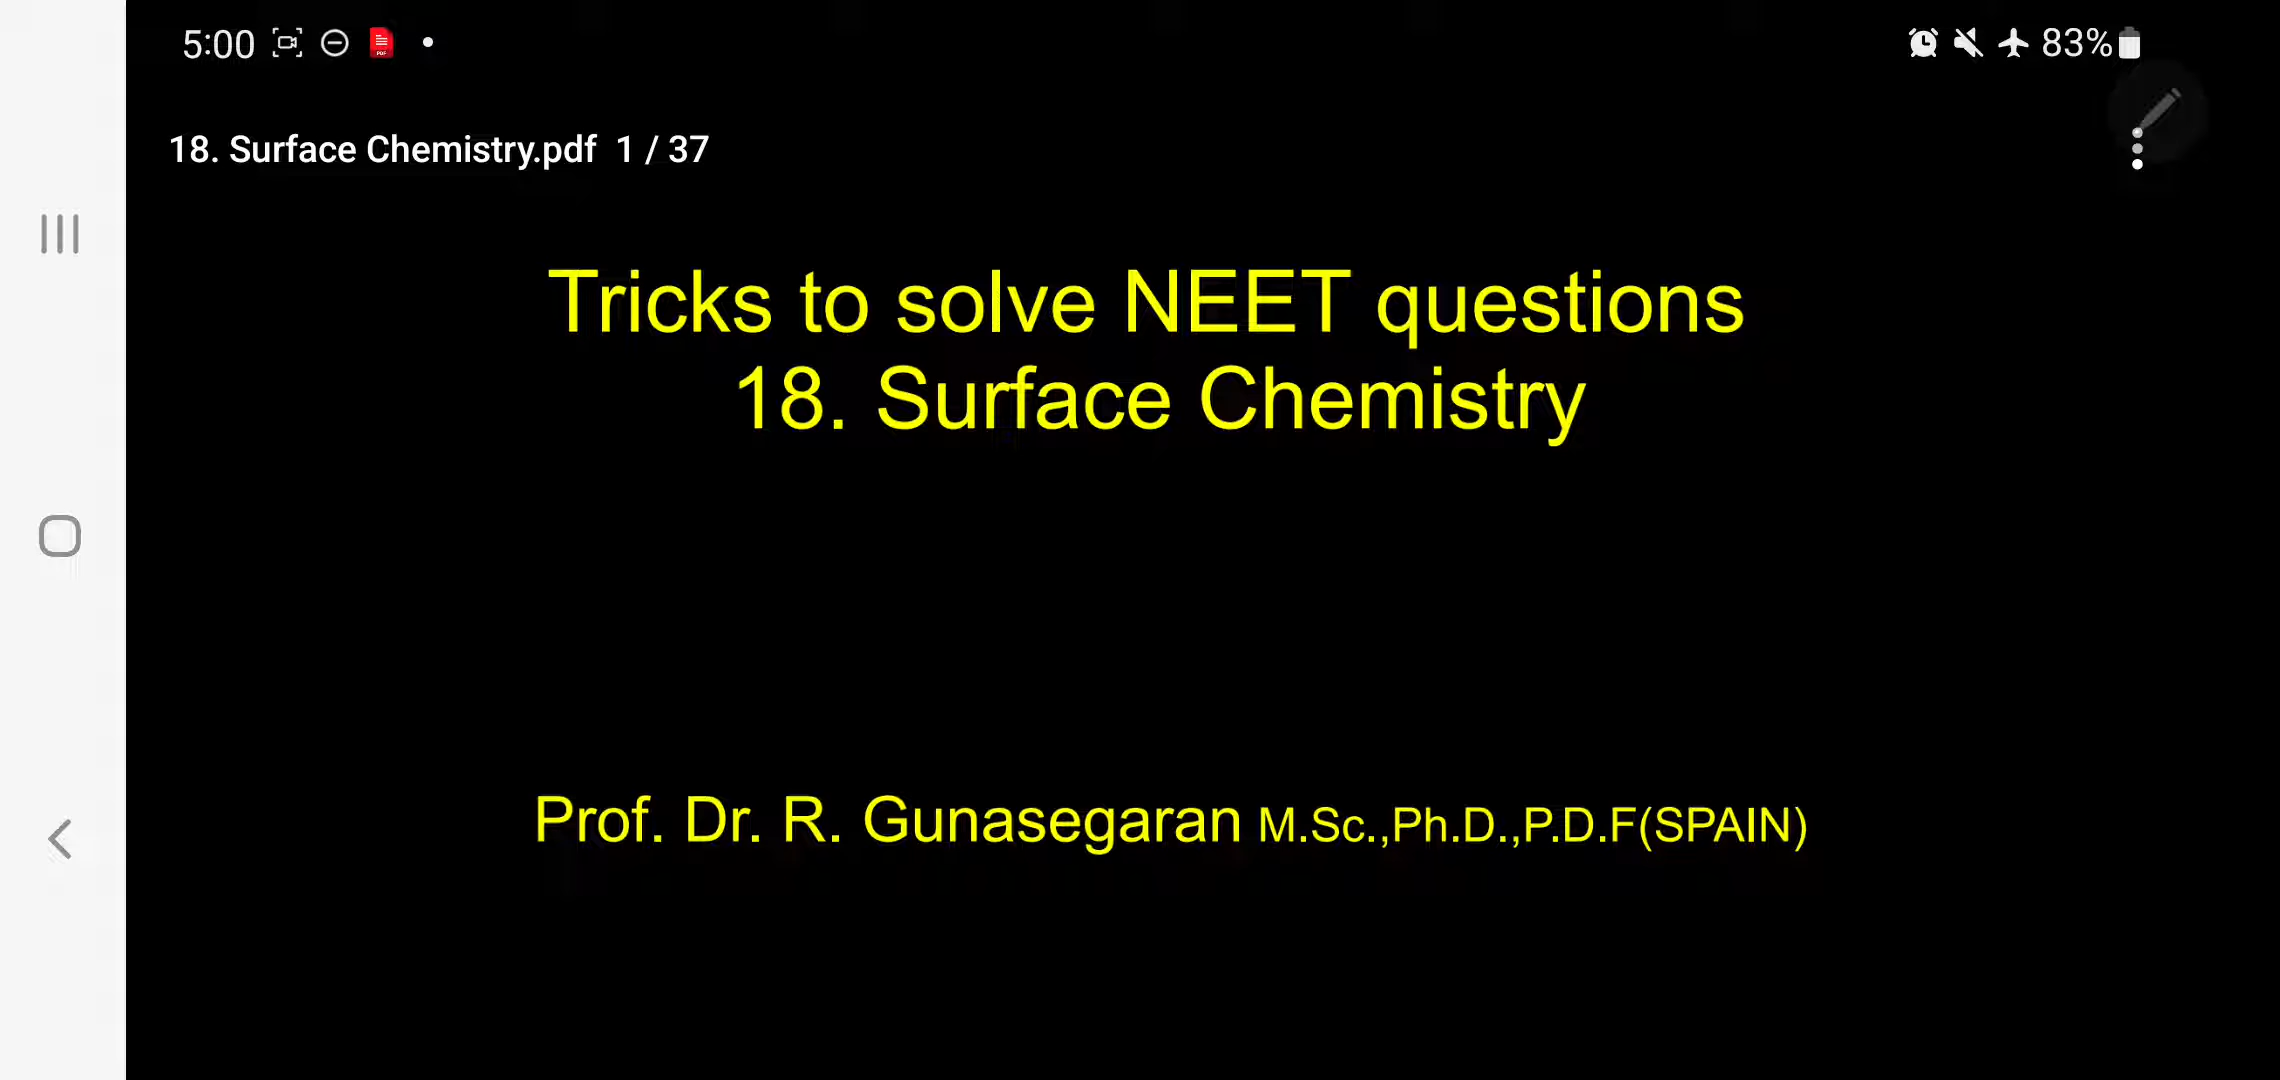 5:00
83%
18. Surface Chemistry.pdf 1 / 37
Tricks to solve NEET questions
18. Surface Chemistry
Prof. Dr. R. Gunasegaran M.Sc.,Ph.D.,P.D.F(SPAIN)